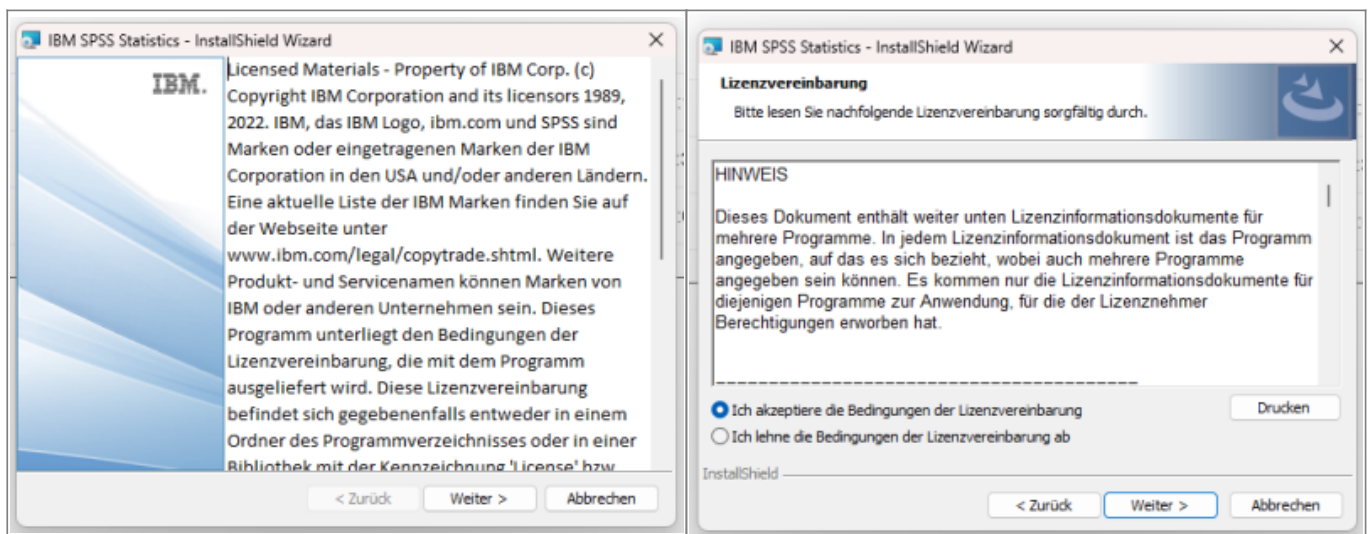 IBM SPSS Statistics - InstallShield Wizard
IBM.
Licensed Materials - Property of IBM Corp. (c)
Copyright IBM Corporation and its licensors 1989,
2022. IBM, das IBM Logo, ibm.com und SPSS sind
Marken oder eingetragenen Marken der IBM
Corporation in den USA und/oder anderen Ländern.
Eine aktuelle Liste der IBM Marken finden Sie auf
der Webseite unter
www.ibm.com/legal/copytrade.shtml. Weitere
Produkt- und Servicenamen können Marken von
IBM oder anderen Unternehmen sein. Dieses
Programm unterliegt den Bedingungen der
Lizenzvereinbarung, die mit dem Programm
ausgeliefert wird. Diese Lizenzvereinbarung
befindet sich gegebenenfalls entweder in einem
Ordner des Programmverzeichnisses oder in einer
Bibliothek mit der Kennzeichnung 'License' bzw
< Zurück
Weiter >
Abbrechen
IBM SPSS Statistics - InstallShield Wizard
Lizenzvereinbarung
Bitte lesen Sie nachfolgende Lizenzvereinbarung sorgfältig durch.
HINWEIS
Dieses Dokument enthält weiter unten Lizenzinformationsdokumente für
mehrere Programme. In jedem Lizenzinformationsdokument ist das Programm
angegeben, auf das es sich bezieht, wobei auch mehrere Programme
angegeben sein können. Es kommen nur die Lizenzinformationsdokumente für
diejenigen Programme zur Anwendung, für die der Lizenznehmer
Berechtigungen erworben hat.
Ich akzeptiere die Bedingungen der Lizenzvereinbarung
Drucken
Ich lehne die Bedingungen der Lizenzvereinbarung ab
InstallShield
< Zurück
Weiter >
Abbrechen